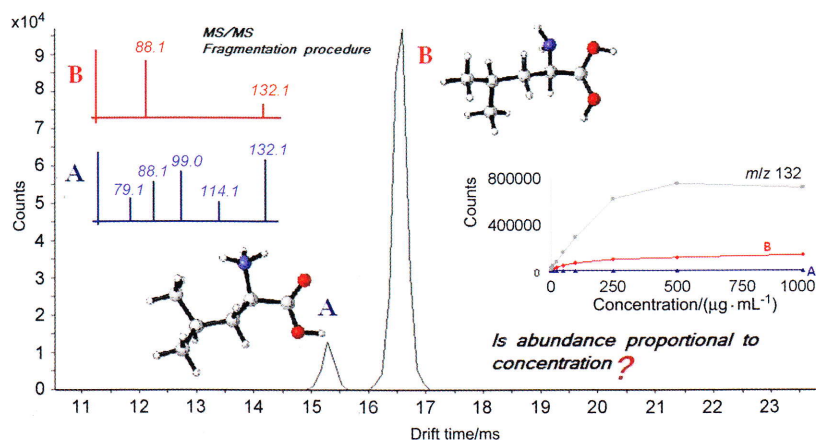 ×10⁴
9
8
7
6
5
4
3
2
1
0
Counts
11
12
13
14
15
16
17
18
19
20
21
22
23
Drift time/ms
MS/MS
Fragmentation procedure
B
88.1
132.1
A
79.1
88.1
99.0
114.1
132.1
A
B
Counts
800000
400000
0
m/z 132
B
A
0
250
500
750
1000
Concentration/(μg·mL⁻¹)
Is abundance proportional to
concentration ?